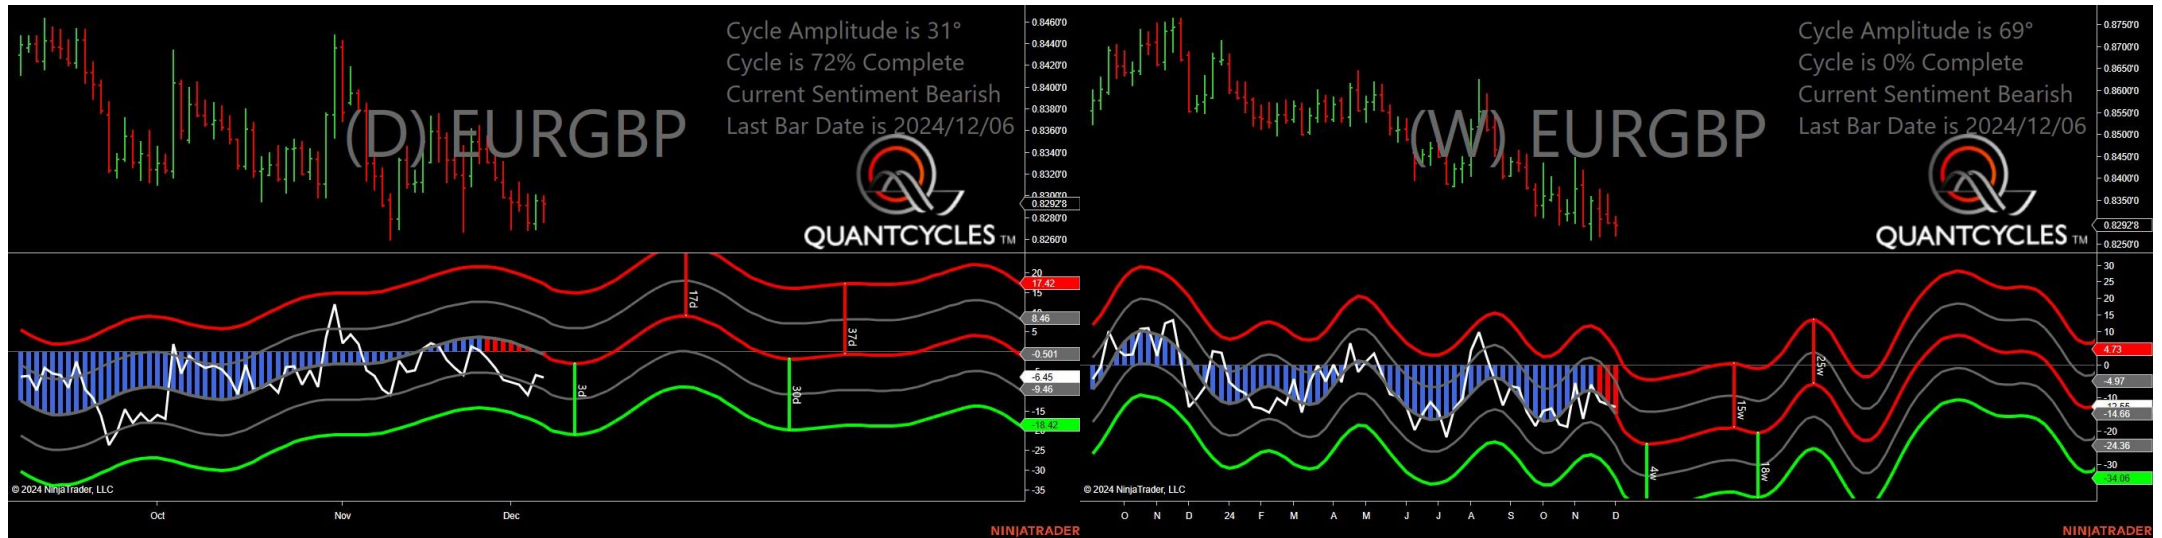 Cycle Amplitude is 31°
Cycle is 72% Complete
Current Sentiment Bearish
Last Bar Date is 2024/12/06
(D) EURGBP
QUANTCYCLES TM
0.8460'0
0.8440'0
0.8420'0
0.8400'0
0.8380'0
0.8360'0
0.8340'0
0.8320'0
0.8300'0
0.8292'8
0.8280'0
0.8260'0
20
17.42
15
8.46
5
-0.501
-6.45
-9.46
-15
-18.42
-25
-30
-35
3d
17d
30d
37d
© 2024 NinjaTrader, LLC
Oct
Nov
Dec
NINJATRADER
Cycle Amplitude is 69°
Cycle is 0% Complete
Current Sentiment Bearish
Last Bar Date is 2024/12/06
(W) EURGBP
QUANTCYCLES TM
0.8750'0
0.8700'0
0.8650'0
0.8600'0
0.8550'0
0.8500'0
0.8450'0
0.8400'0
0.8350'0
0.8292'8
0.8250'0
30
25
20
15
10
4.73
0
-4.97
-10
-14.66
-20
-24.36
-30
-34.06
4w
15w
18w
25w
© 2024 NinjaTrader, LLC
O N D 24 F M A M J J A S O N D
NINJATRADER